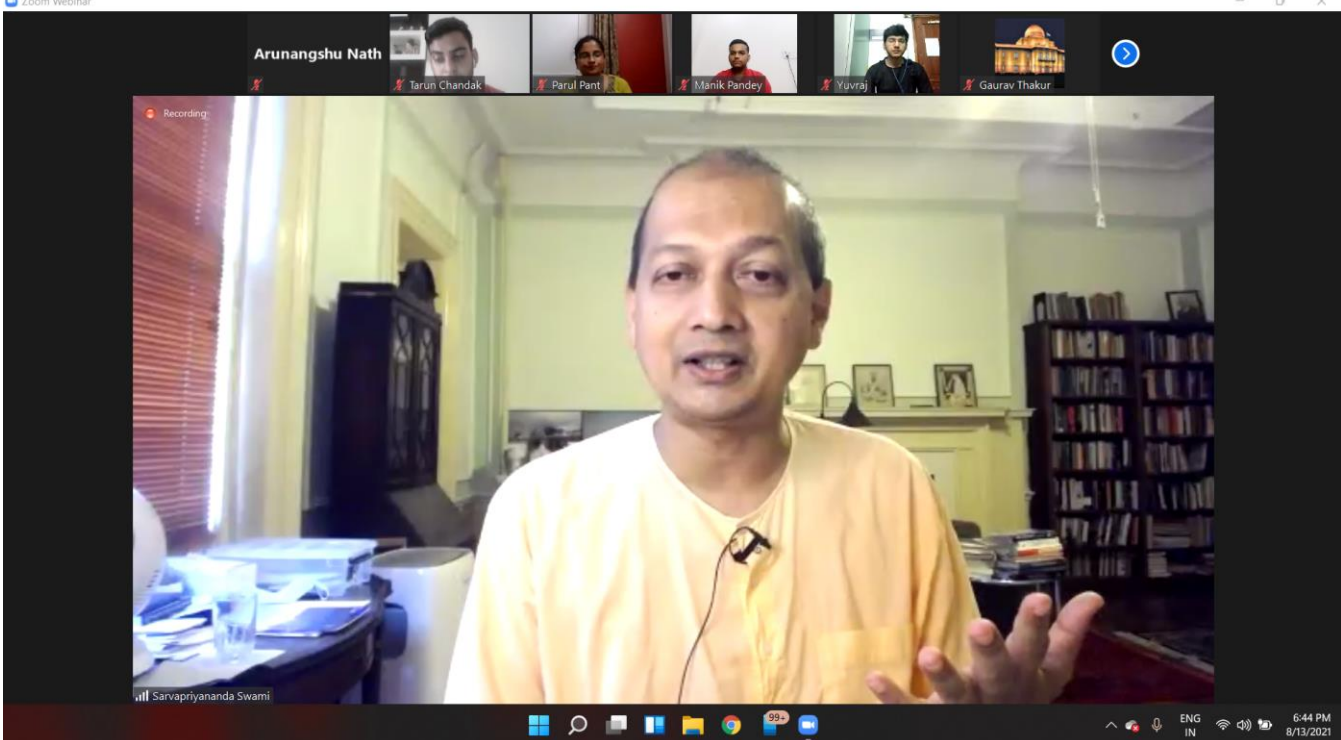 Zoom Webinar
Arunangshu Nath
Tarun Chandak
Parul Pant
Manik Pandey
Yuvraj
Gaurav Thakur
Recording
Sarvapriyananda Swami
99+
ENG
IN
6:44 PM
8/13/2021